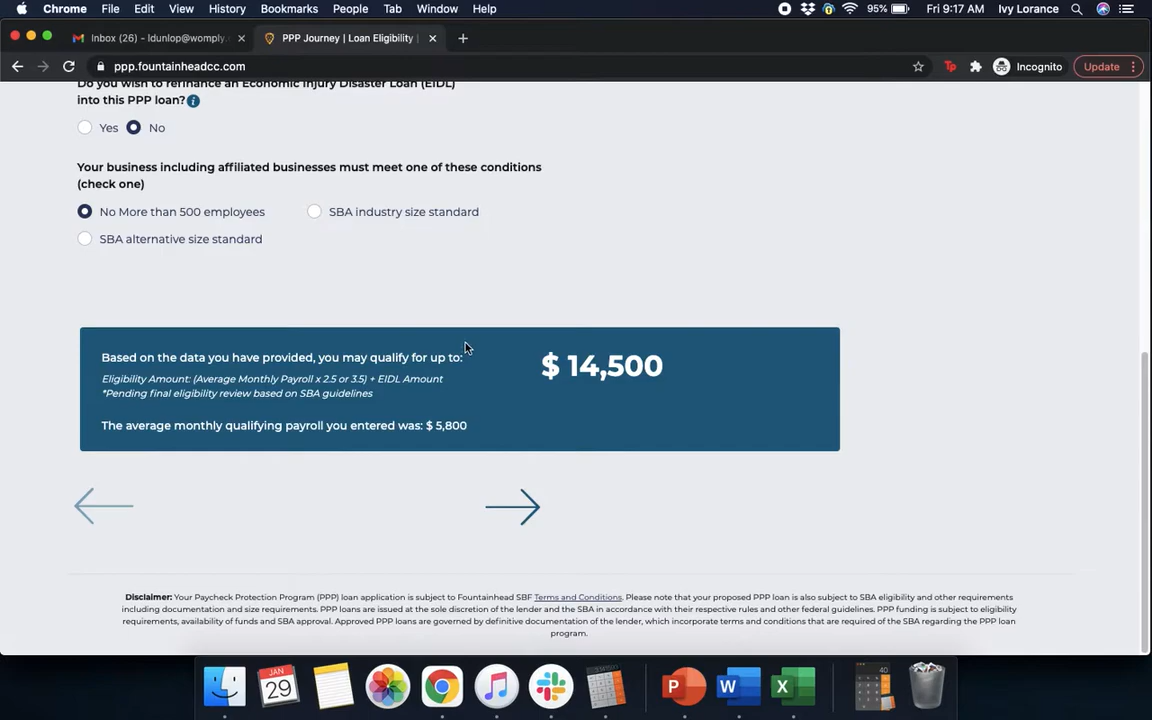 Chrome File Edit View History Bookmarks People Tab Window Help 95% Fri 9:17 AM Ivy Lorance
Inbox (26) - ldunlop@womply.
PPP Journey | Loan Eligibility |
ppp.fountainheadcc.com Incognito Update
Do you wish to refinance an Economic Injury Disaster Loan (EIDL)
into this PPP loan? i
Yes No
Your business including affiliated businesses must meet one of these conditions
(check one)
No More than 500 employees SBA industry size standard
SBA alternative size standard
Based on the data you have provided, you may qualify for up to: $ 14,500
Eligibility Amount: (Average Monthly Payroll x 2.5 or 3.5) + EIDL Amount
*Pending final eligibility review based on SBA guidelines
The average monthly qualifying payroll you entered was: $ 5,800
Disclaimer: Your Paycheck Protection Program (PPP) loan application is subject to Fountainhead SBF Terms and Conditions. Please note that your proposed PPP loan is also subject to SBA eligibility and other requirements
including documentation and size requirements. PPP loans are issued at the sole discretion of the lender and the SBA in accordance with their respective rules and other federal guidelines. PPP funding is subject to eligibility
requirements, availability of funds and SBA approval. Approved PPP loans are governed by definitive documentation of the lender, which incorporate terms and conditions that are required of the SBA regarding the PPP loan
program.
JAN
29
P W X
40